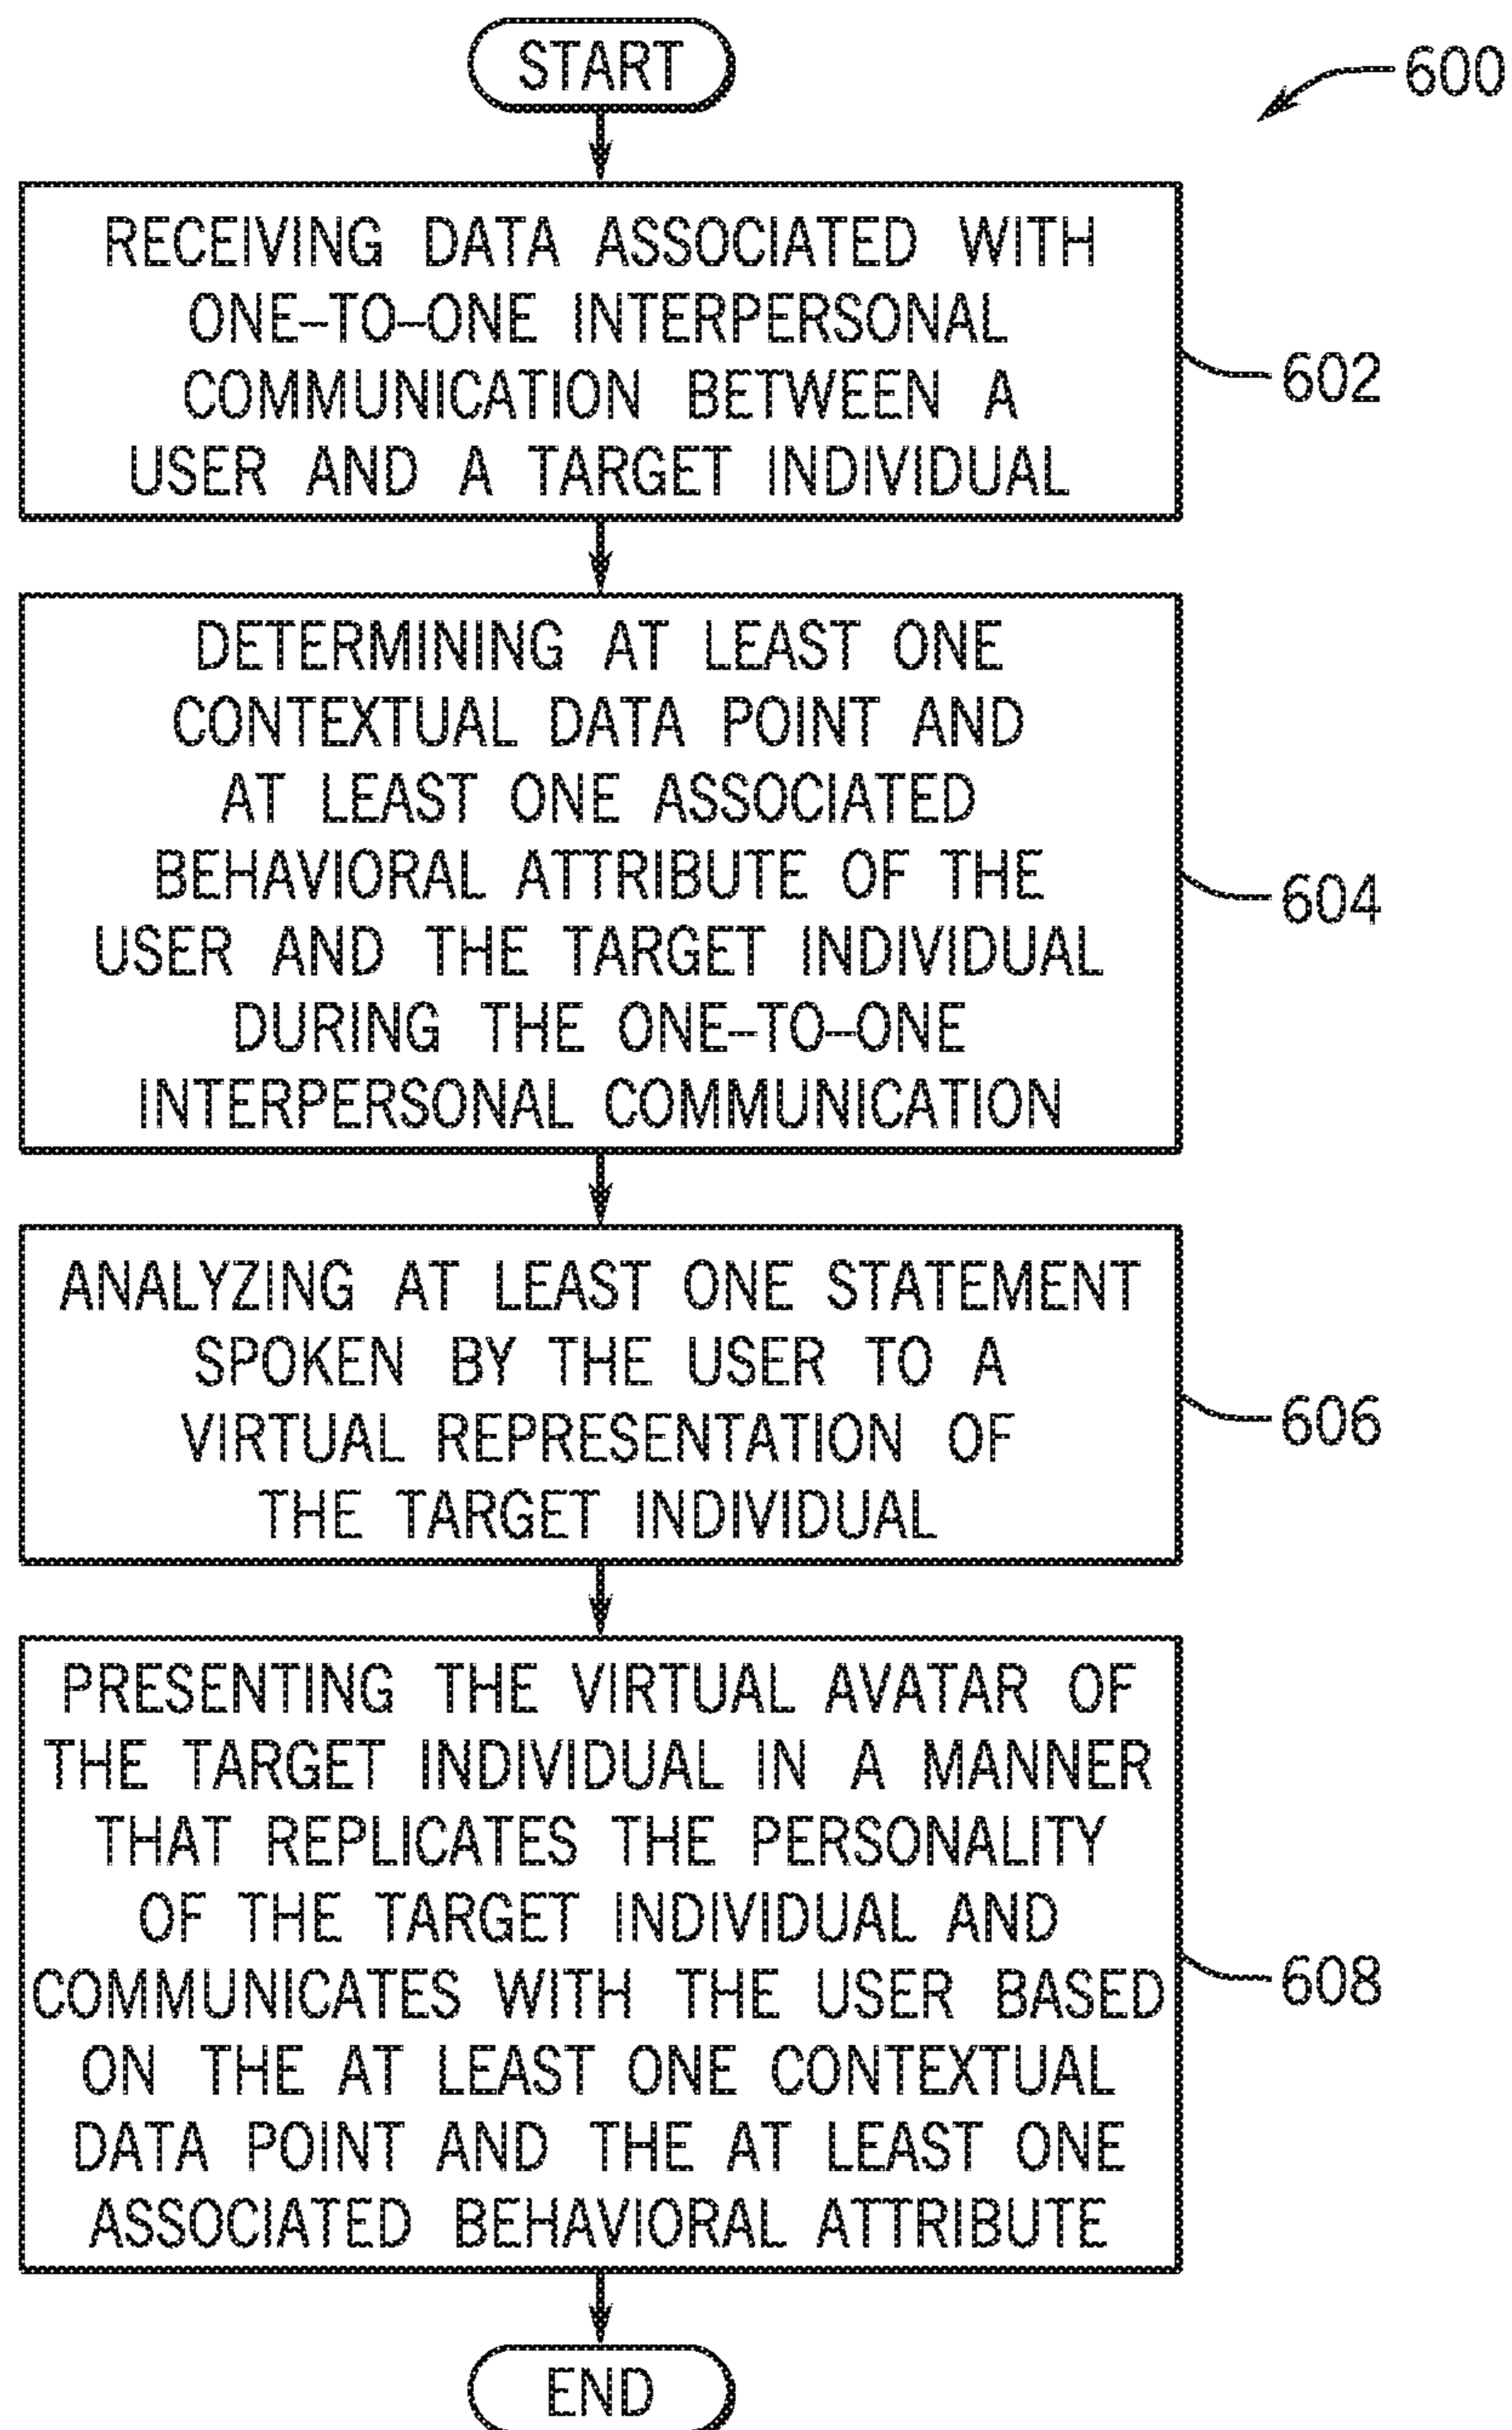 START
600
RECEIVING DATA ASSOCIATED WITH
ONE-TO-ONE INTERPERSONAL
COMMUNICATION BETWEEN A
USER AND A TARGET INDIVIDUAL
602
DETERMINING AT LEAST ONE
CONTEXTUAL DATA POINT AND
AT LEAST ONE ASSOCIATED
BEHAVIORAL ATTRIBUTE OF THE
USER AND THE TARGET INDIVIDUAL
DURING THE ONE-TO-ONE
INTERPERSONAL COMMUNICATION
604
ANALYZING AT LEAST ONE STATEMENT
SPOKEN BY THE USER TO A
VIRTUAL REPRESENTATION OF
THE TARGET INDIVIDUAL
606
PRESENTING THE VIRTUAL AVATAR OF
THE TARGET INDIVIDUAL IN A MANNER
THAT REPLICATES THE PERSONALITY
OF THE TARGET INDIVIDUAL AND
COMMUNICATES WITH THE USER BASED
ON THE AT LEAST ONE CONTEXTUAL
DATA POINT AND THE AT LEAST ONE
ASSOCIATED BEHAVIORAL ATTRIBUTE
608
END